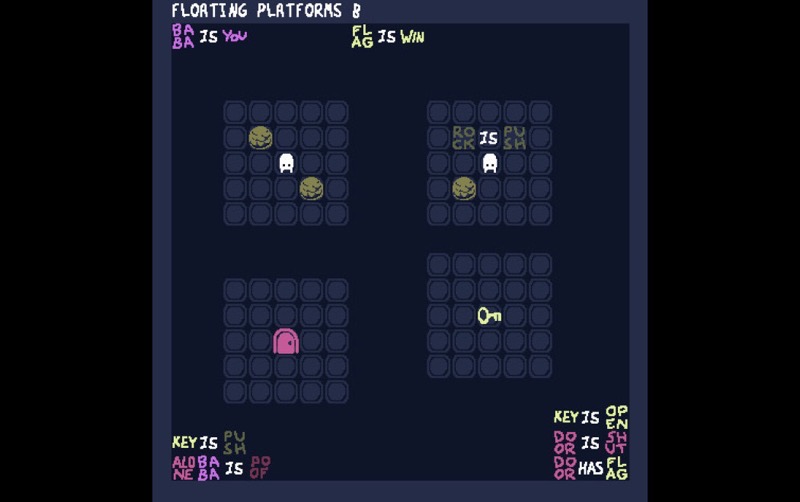 FLOATING PLATFORMS B
BABA IS YOU FLAG IS WIN
ROCK IS PUSH
KEY IS OPEN
KEY IS PUSH DOOR IS SHUT
ALONE BABA IS POOF DOOR HAS FLAG